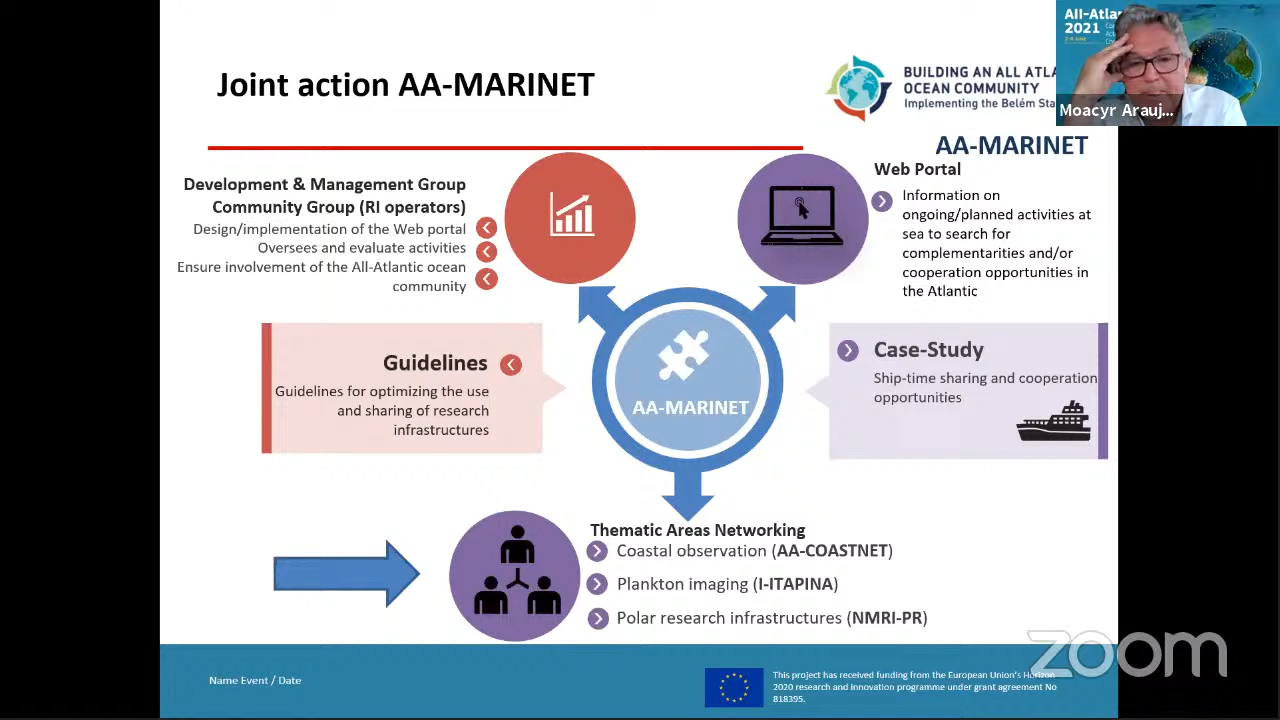 Joint action AA-MARINET
BUILDING AN ALL ATLA
OCEAN COMMUNITY
Implementing the Belém Sta
All-Atla
2021
2-4 June
Moacyr Arauj...
AA-MARINET
Development & Management Group
Community Group (RI operators)
Design/implementation of the Web portal
Oversees and evaluate activities
Ensure involvement of the All-Atlantic ocean
community
Web Portal
Information on
ongoing/planned activities at
sea to search for
complementarities and/or
cooperation opportunities in
the Atlantic
Guidelines
Guidelines for optimizing the use
and sharing of research
infrastructures
AA-MARINET
Case-Study
Ship-time sharing and cooperation
opportunities
Thematic Areas Networking
Coastal observation (AA-COASTNET)
Plankton imaging (I-ITAPINA)
Polar research infrastructures (NMRI-PR)
Name Event / Date
This project has received funding from the European Union's Horizon
2020 research and innovation programme under grant agreement No
818395.
zoom